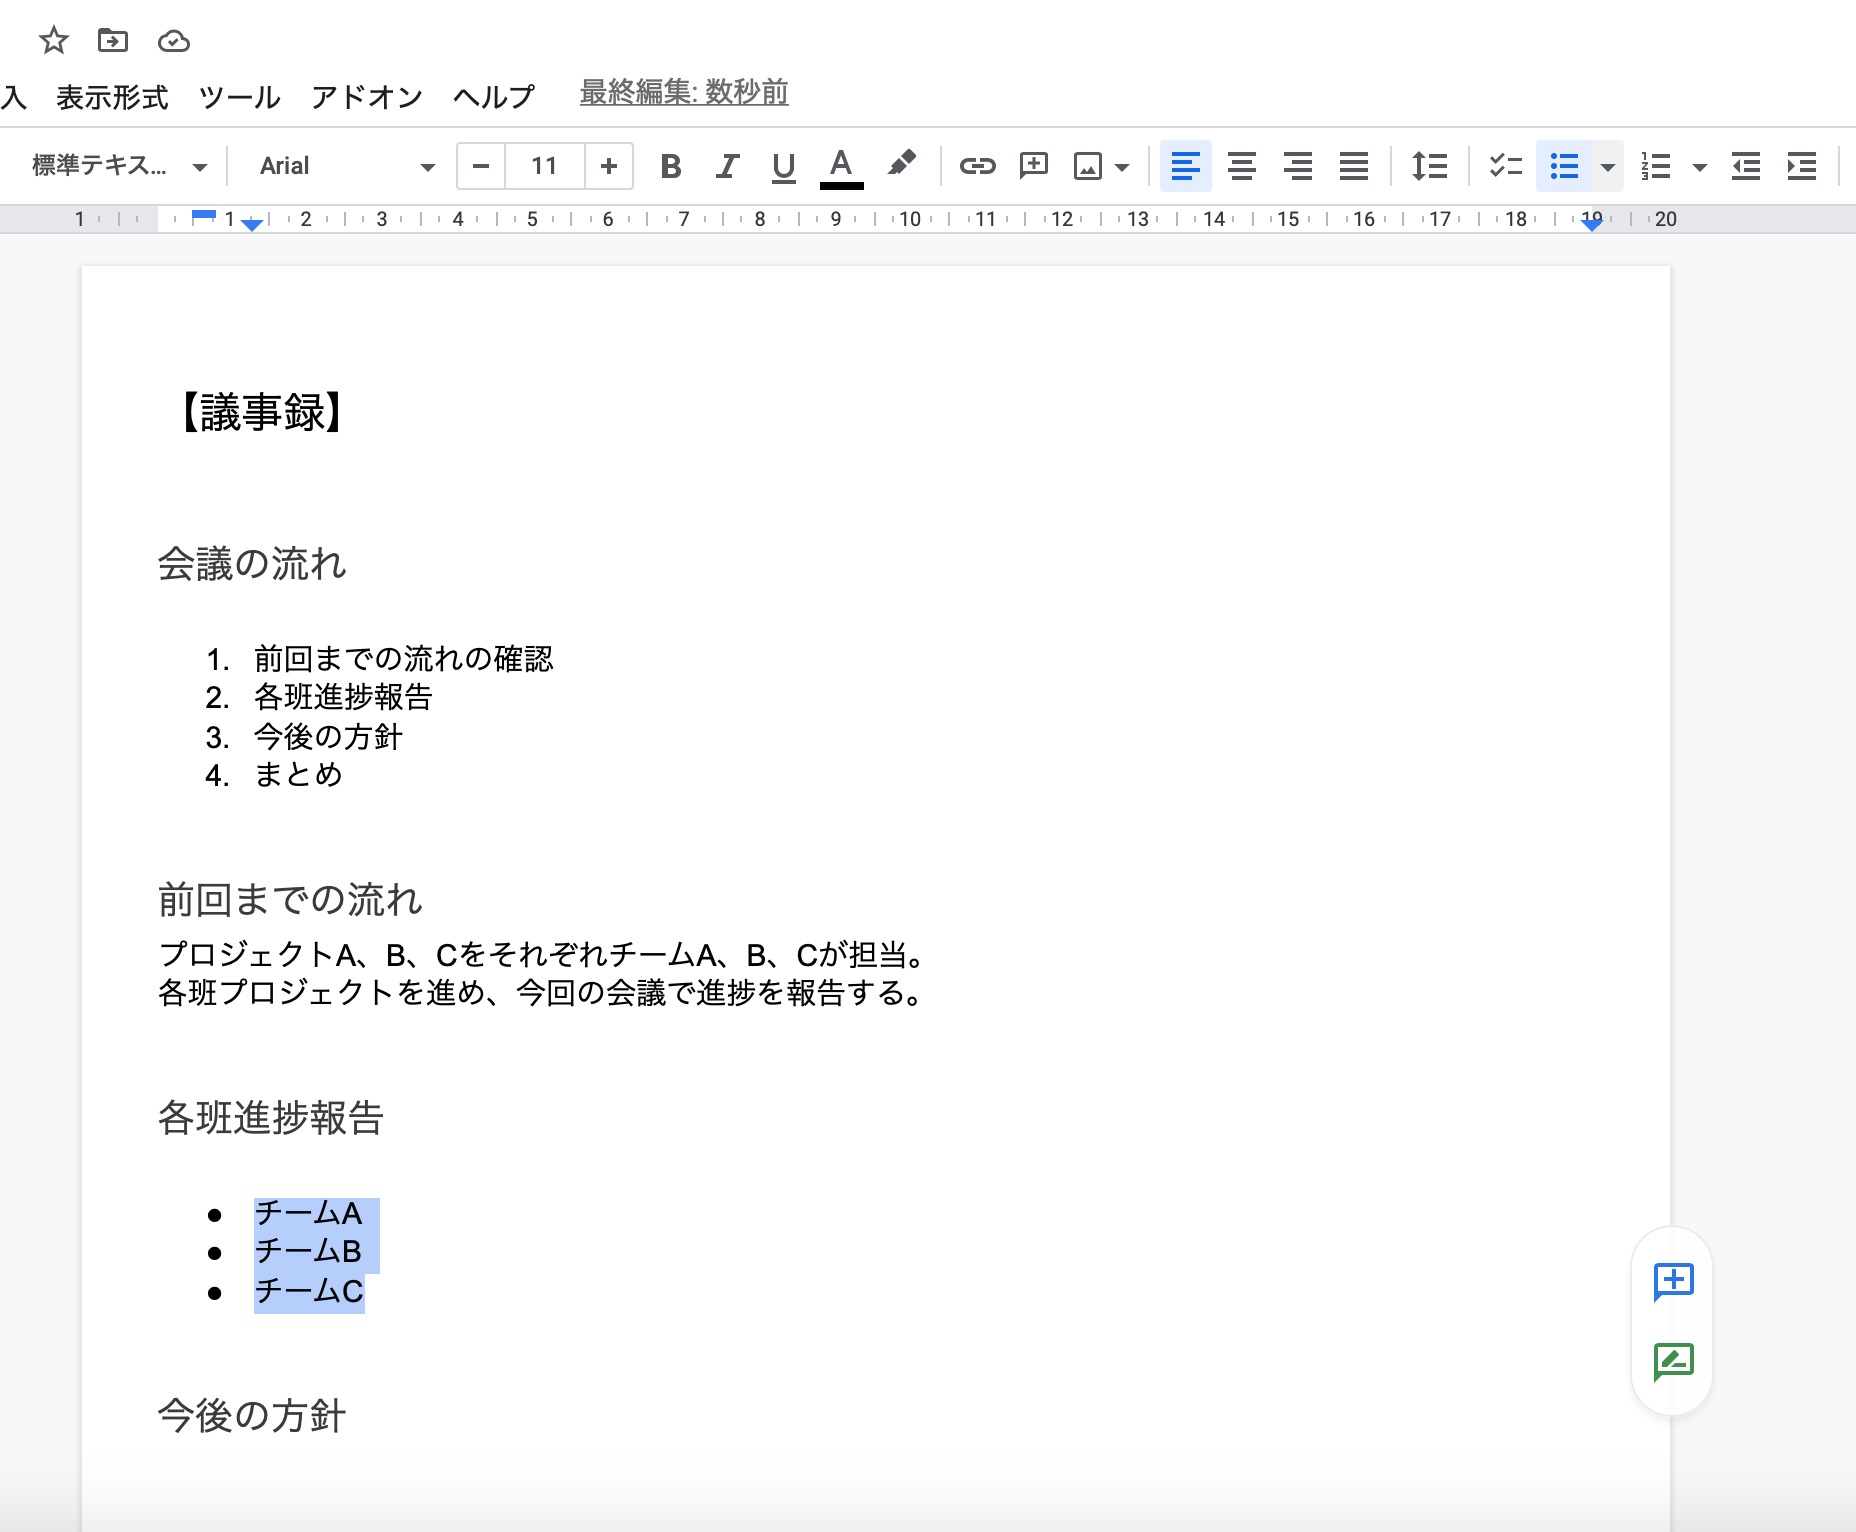 入 表示形式 ツール アドオン ヘルプ 最終編集: 数秒前
標準テキス... Arial 11 B I U A
1 1 2 3 4 5 6 7 8 9 10 11 12 13 14 15 16 17 18 19 20
【議事録】
会議の流れ
1. 前回までの流れの確認
2. 各班進捗報告
3. 今後の方針
4. まとめ
前回までの流れ
プロジェクトA、B、CをそれぞれチームA、B、Cが担当。
各班プロジェクトを進め、今回の会議で進捗を報告する。
各班進捗報告
● チームA
● チームB
● チームC
今後の方針